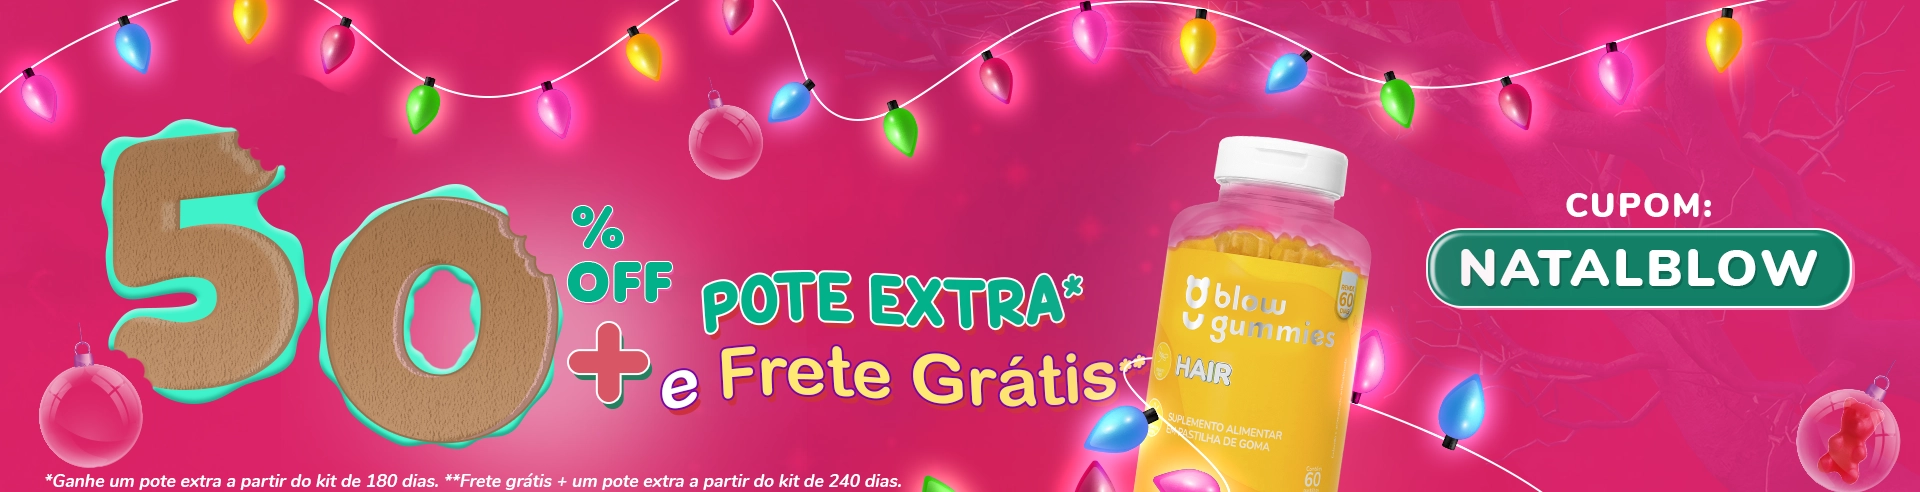 50
%
OFF
+
POTE EXTRA*
e Frete Grátis**
*Ganhe um pote extra a partir do kit de 180 dias. **Frete grátis + um pote extra a partir do kit de 240 dias.
blow
gummies
60
HAIR
SUPLEMENTO ALIMENTAR
EM PASTILHA DE GOMA
60
CUPOM:
NATALBLOW